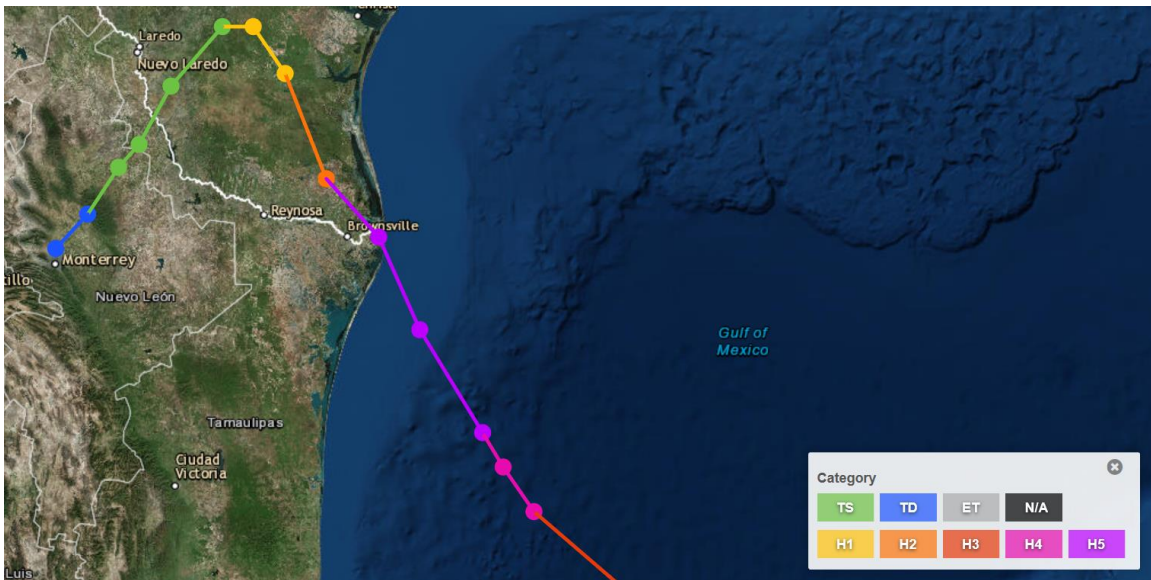 Laredo
Nuevo Laredo
Reynosa
Brownsville
Monterrey
Nuevo León
Gulf of
Mexico
Tamaulipas
Ciudad
Victoria
Luis
Category
TS TD ET N/A
H1 H2 H3 H4 H5